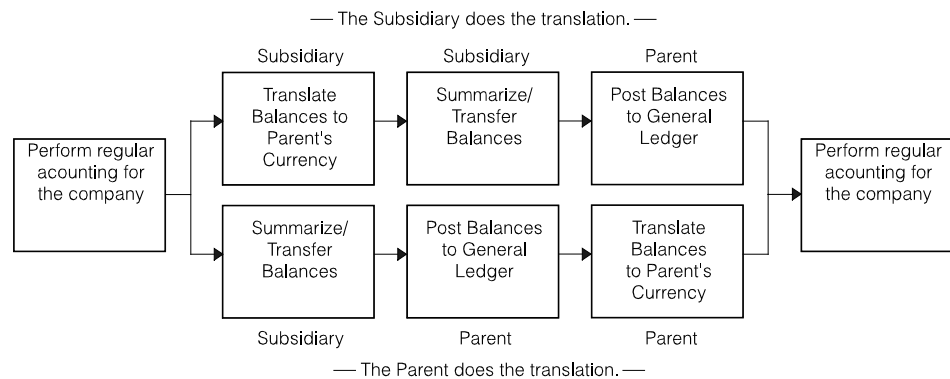 — The Subsidiary does the translation. —
Subsidiary
Subsidiary
Parent
Perform regular
acounting for
the company
Translate
Balances to
Parent's
Currency
Summarize/
Transfer
Balances
Post Balances
to General
Ledger
Perform regular
acounting for
the company
Summarize/
Transfer
Balances
Post Balances
to General
Ledger
Translate
Balances
to Parent's
Currency
Subsidiary
Parent
Parent
— The Parent does the translation. —